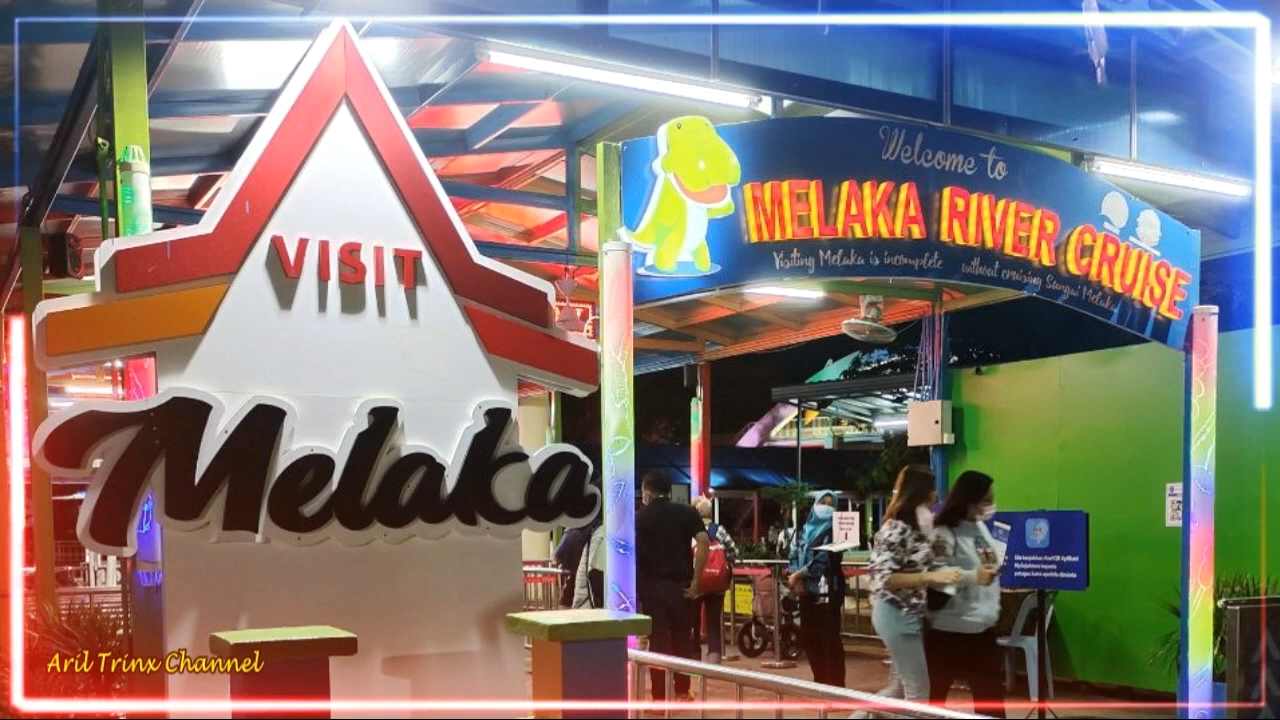 VISIT
Melaka
Welcome to
MELAKA RIVER CRUISE
Visiting Melaka is incomplete without cruising Sungai Melaka
Aril Trinx Channel